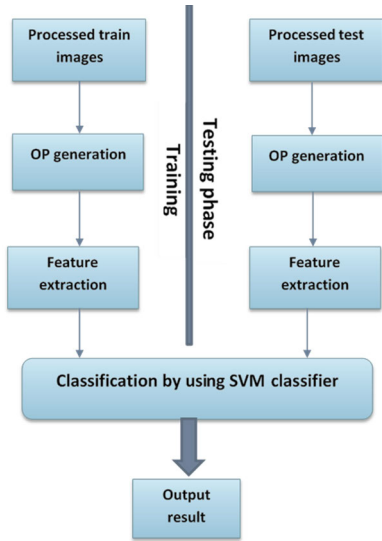 Processed train
images
Processed test
images
OP generation
Training
Testing phase
OP generation
Feature
extraction
Feature
extraction
Classification by using SVM classifier
Output
result